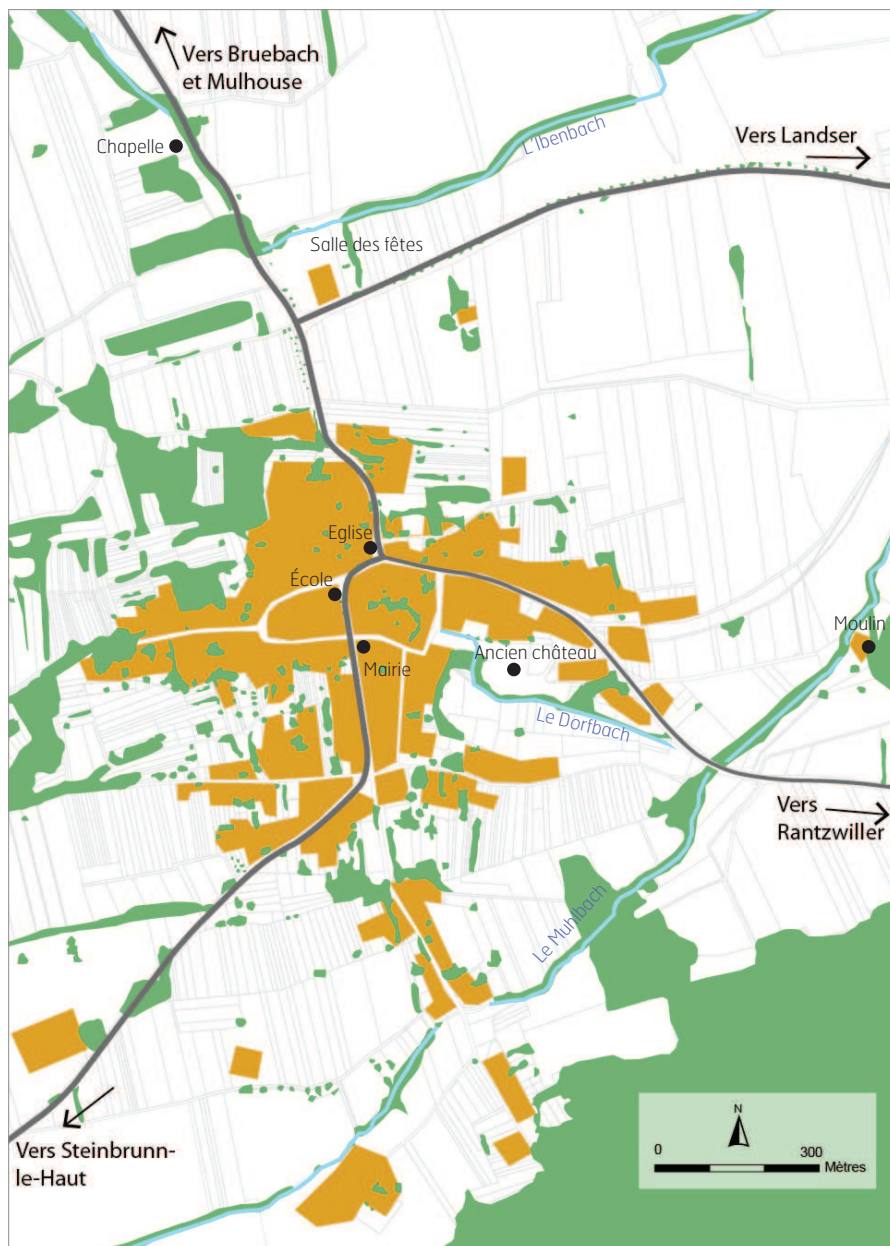 Vers Bruebach
et Mulhouse
Chapelle
L'Ibenbach
Vers Landser
Salle des fêtes
Eglise
École
Mairie
Ancien château
Moulin
Le Dorfbach
Vers
Rantzwiller
Le Muhlbach
Vers Steinbrunn-
le-Haut
N
0 300
Mètres